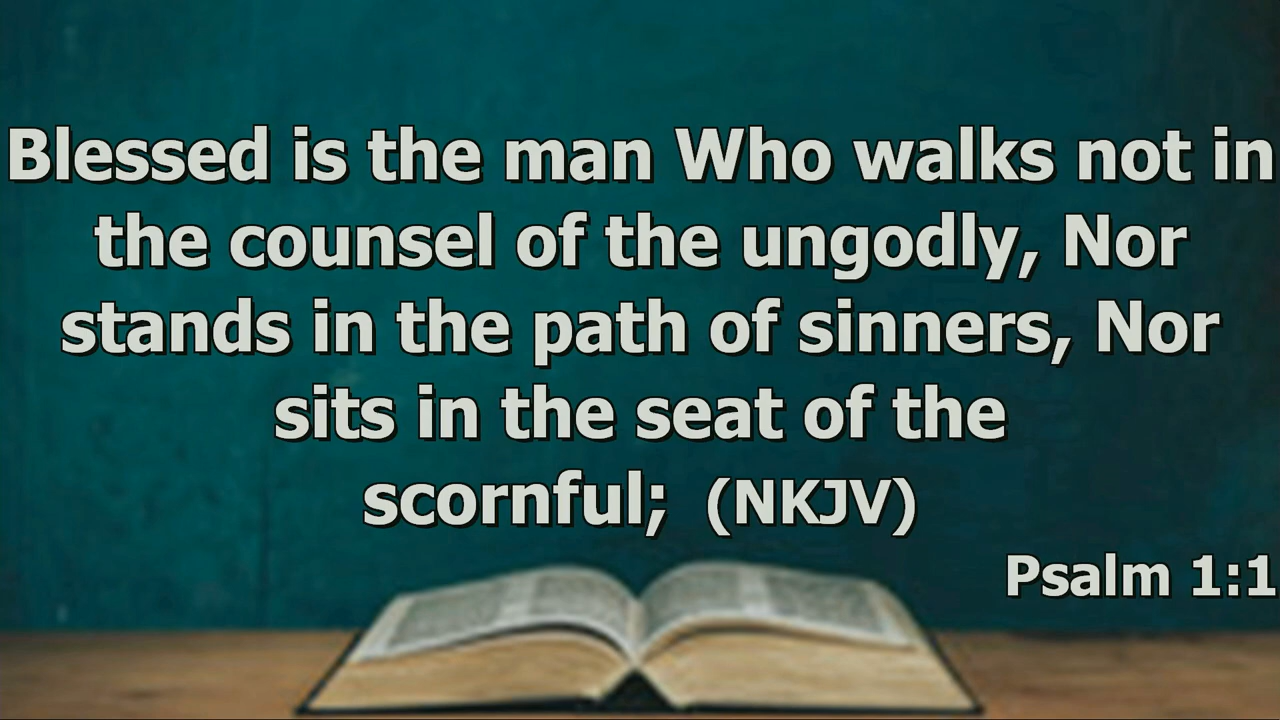 Blessed is the man Who walks not in
the counsel of the ungodly, Nor
stands in the path of sinners, Nor
sits in the seat of the
scornful;  (NKJV)
Psalm 1:1